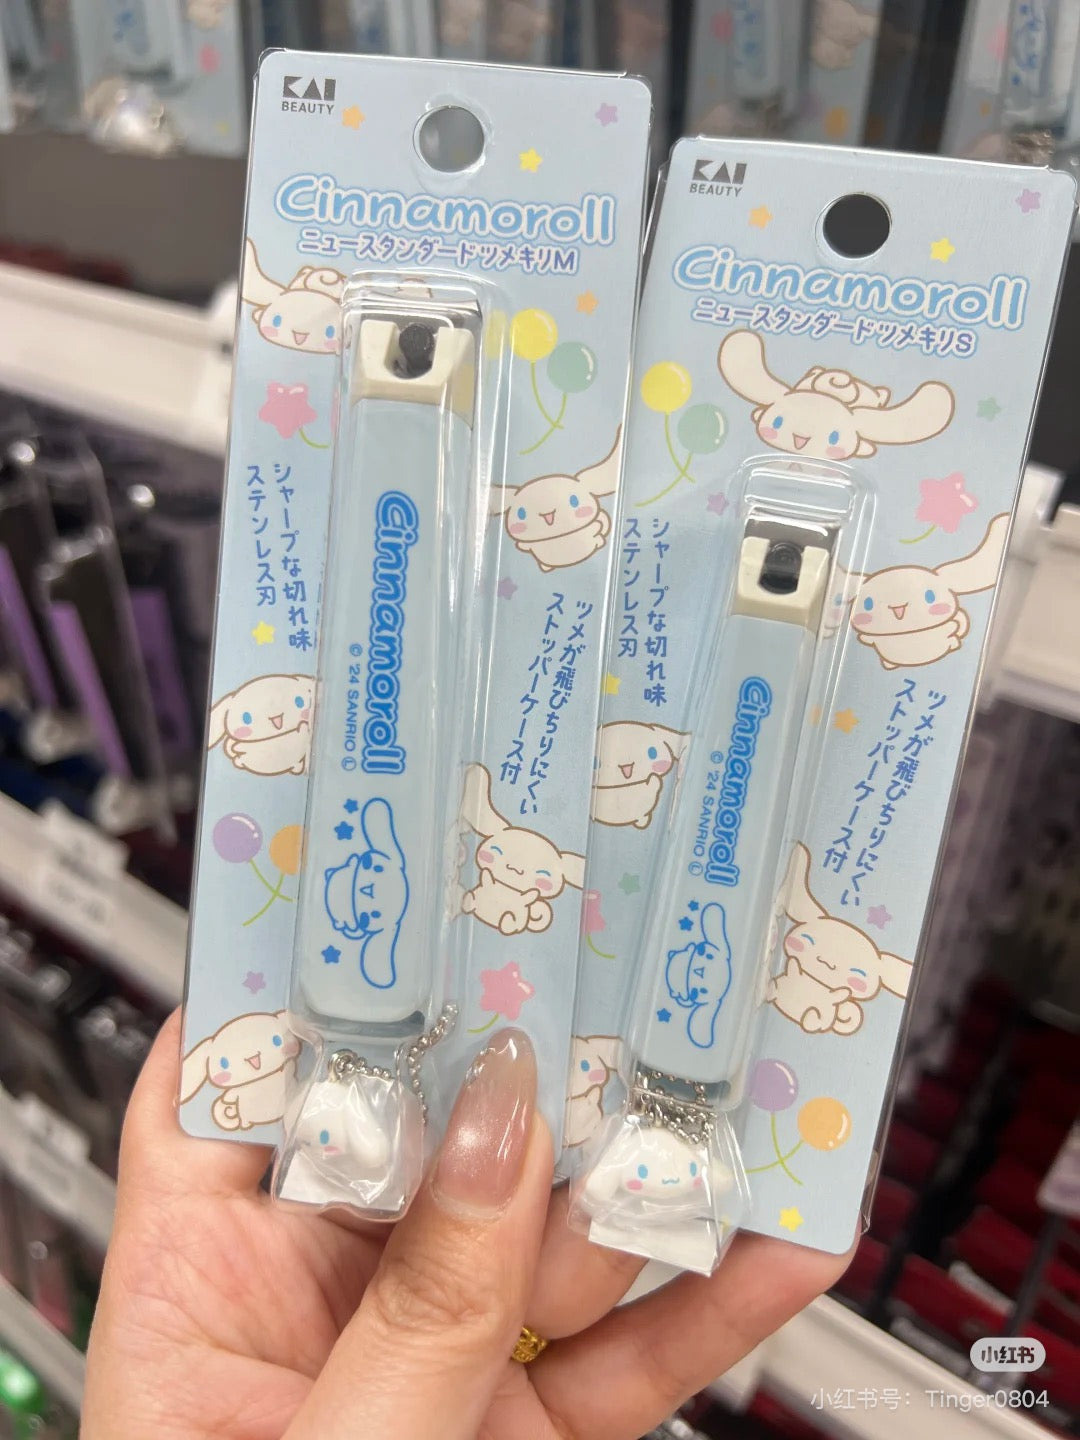 KAI
BEAUTY
Cinnamoroll
ニュースタンダードツメキリM
シャープな切れ味
ステンレス刃
ツメが飛びちりにくい
ストッパーケース付
Cinnamoroll
© '24 SANRIO Ⓛ
KAI
BEAUTY
Cinnamoroll
ニュースタンダードツメキリS
シャープな切れ味
ステンレス刃
ツメが飛びちりにくい
ストッパーケース付
Cinnamoroll
© '24 SANRIO Ⓛ
小红书
小红书号：Tinger0804